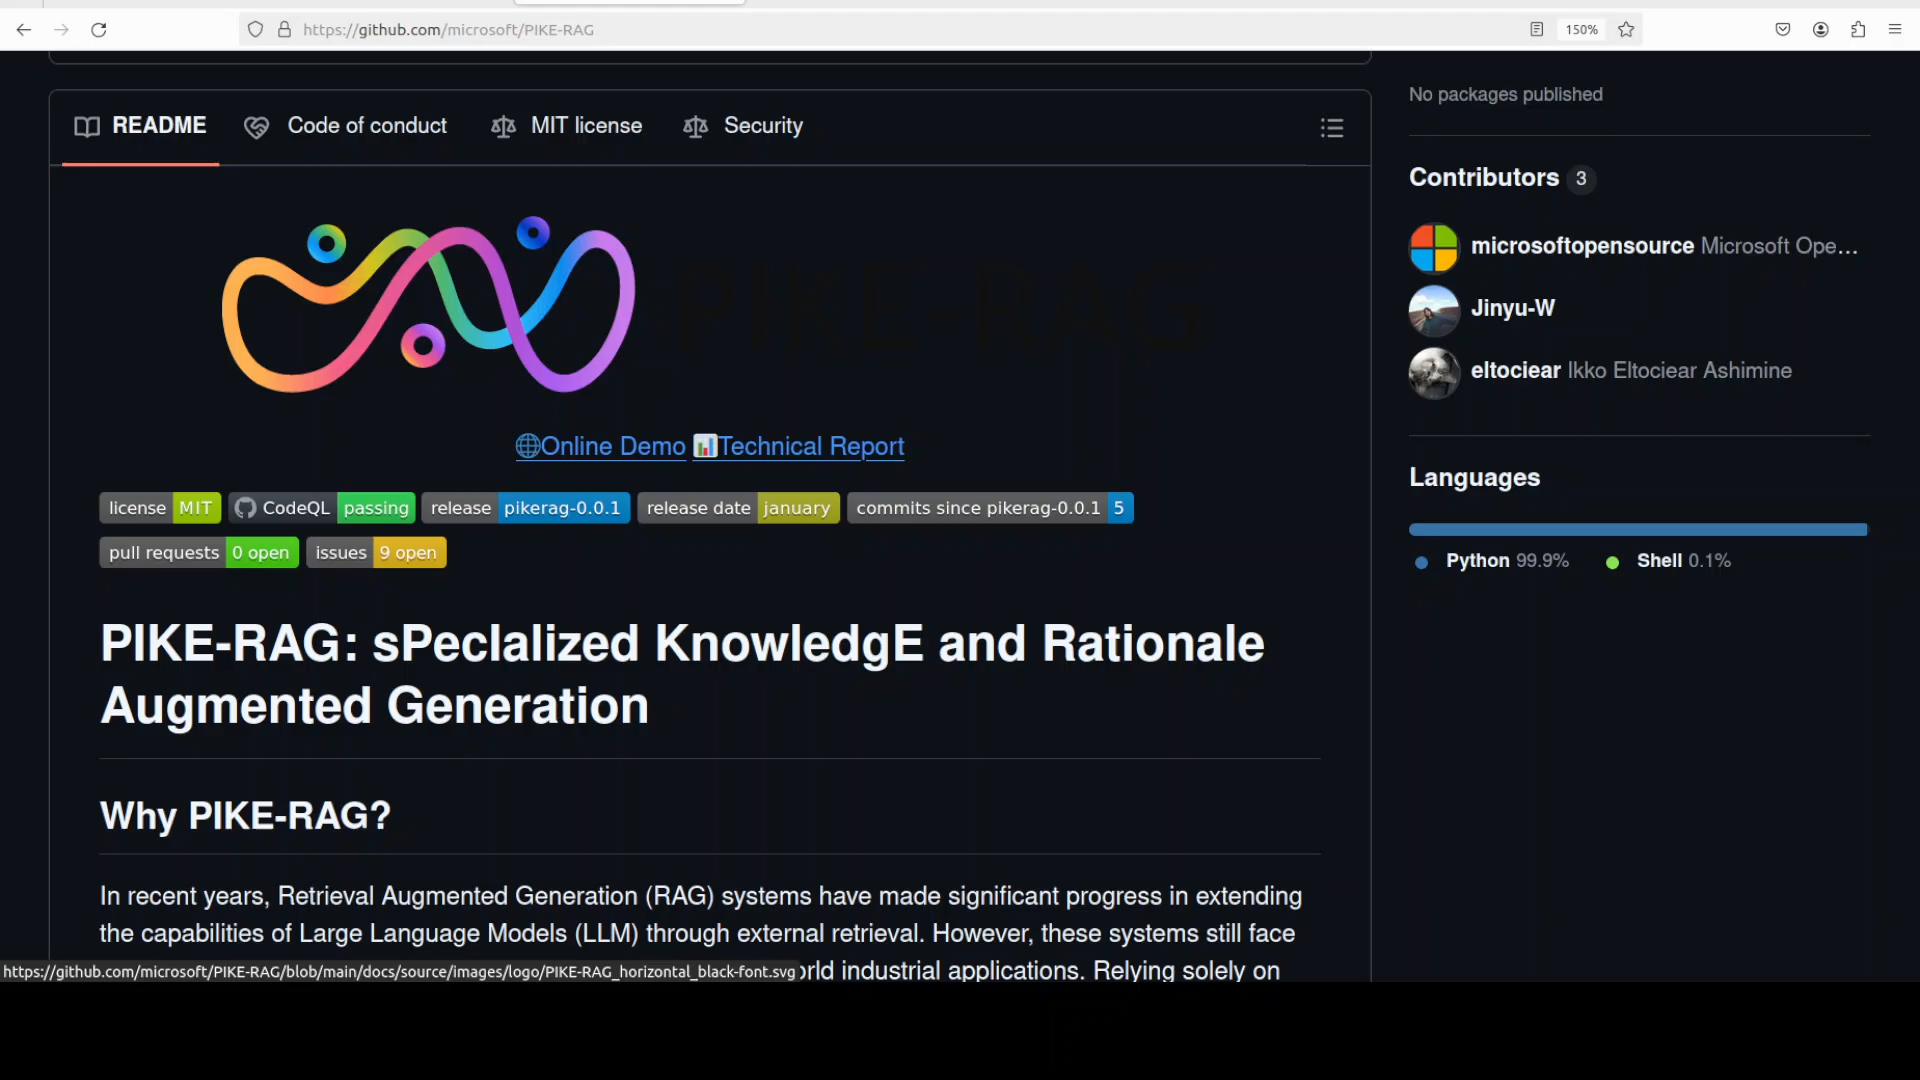 https://github.com/microsoft/PIKE-RAG
150%
README
Code of conduct
MIT license
Security
PIKE RAG
Online Demo Technical Report
license MIT
CodeQL passing
release pikerag-0.0.1
release date january
commits since pikerag-0.0.1 5
pull requests 0 open
issues 9 open
PIKE-RAG: sPecIalized KnowledgE and Rationale
Augmented Generation
Why PIKE-RAG?
In recent years, Retrieval Augmented Generation (RAG) systems have made significant progress in extending
the capabilities of Large Language Models (LLM) through external retrieval. However, these systems still face
rld industrial applications. Relying solely on
https://github.com/microsoft/PIKE-RAG/blob/main/docs/source/images/logo/PIKE-RAG_horizontal_black-font.svg
No packages published
Contributors 3
microsoftopensource Microsoft Ope...
Jinyu-W
eltociear Ikko Eltociear Ashimine
Languages
Python 99.9%
Shell 0.1%